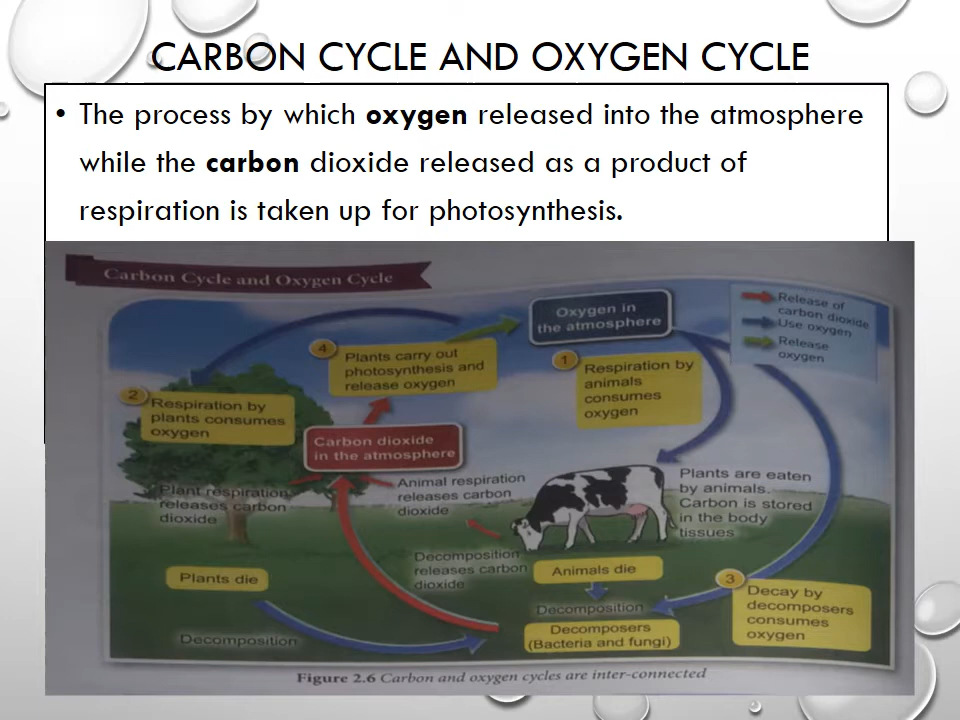 CARBON CYCLE AND OXYGEN CYCLE
• The process by which oxygen released into the atmosphere
while the carbon dioxide released as a product of
respiration is taken up for photosynthesis.
Carbon Cycle and Oxygen Cycle
Oxygen in
the atmosphere
Release of
carbon dioxide
Use oxygen
Release
oxygen
4
Plants carry out
photosynthesis and
release oxygen
1
Respiration by
animals
consumes
oxygen
2
Respiration by
plants consumes
oxygen
Carbon dioxide
in the atmosphere
Plant respiration
releases carbon
dioxide
Animal respiration
releases carbon
dioxide
Plants are eaten
by animals.
Carbon is stored
in the body
tissues
Decomposition
releases carbon
dioxide
Plants die
Animals die
3
Decay by
decomposers
consumes
oxygen
Decomposition
Decomposition
Decomposers
(Bacteria and fungi)
Figure 2.6 Carbon and oxygen cycles are inter-connected